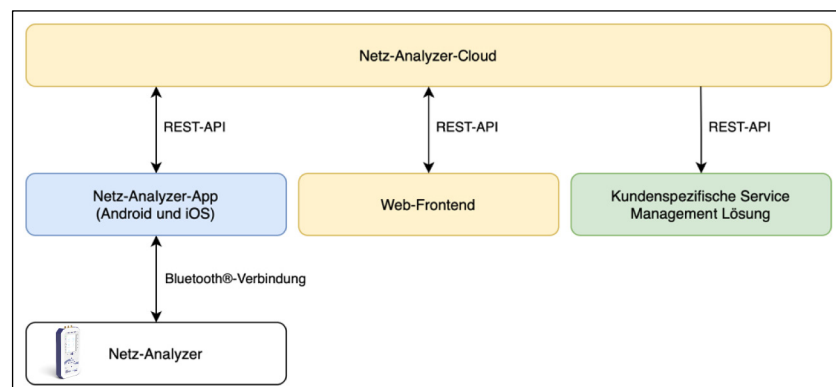 Netz-Analyzer-Cloud
REST-API
REST-API
REST-API
Netz-Analyzer-App
(Android und iOS)
Web-Frontend
Kundenspezifische Service
Management Lösung
Bluetooth®-Verbindung
Netz-Analyzer